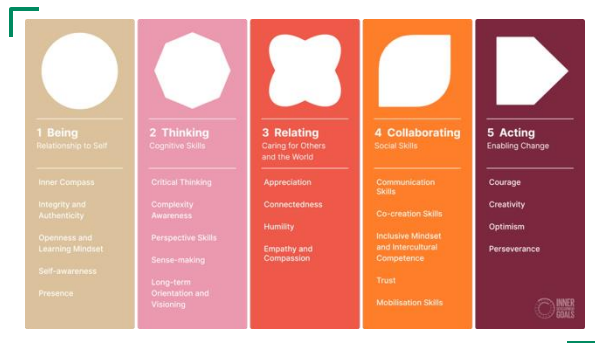 1 Being
Relationship to Self
Inner Compass
Integrity and
Authenticity
Openness and
Learning Mindset
Self-awareness
Presence
2 Thinking
Cognitive Skills
Critical Thinking
Complexity
Awareness
Perspective Skills
Sense-making
Long-term
Orientation and
Visioning
3 Relating
Caring for Others
and the World
Appreciation
Connectedness
Humility
Empathy and
Compassion
4 Collaborating
Social Skills
Communication
Skills
Co-creation Skills
Inclusive Mindset
and Intercultural
Competence
Trust
Mobilisation Skills
5 Acting
Enabling Change
Courage
Creativity
Optimism
Perseverance
INNER
DEVELOPMENT
GOALS